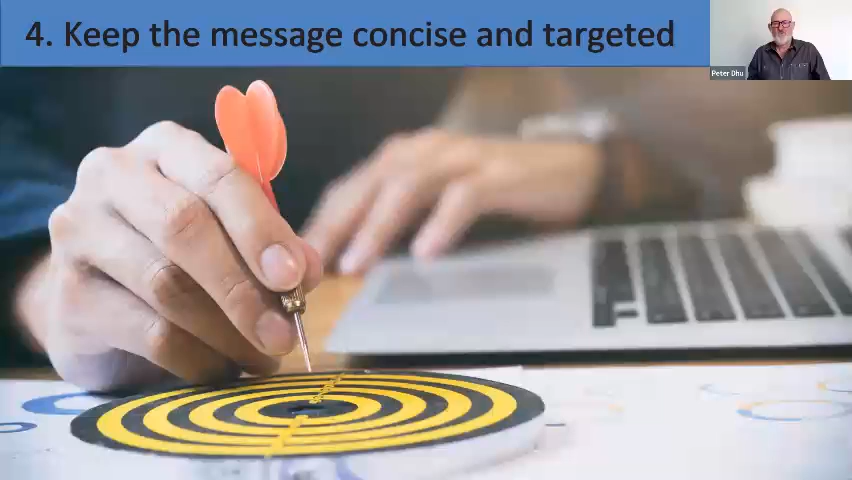 4. Keep the message concise and targeted
Peter Dhu